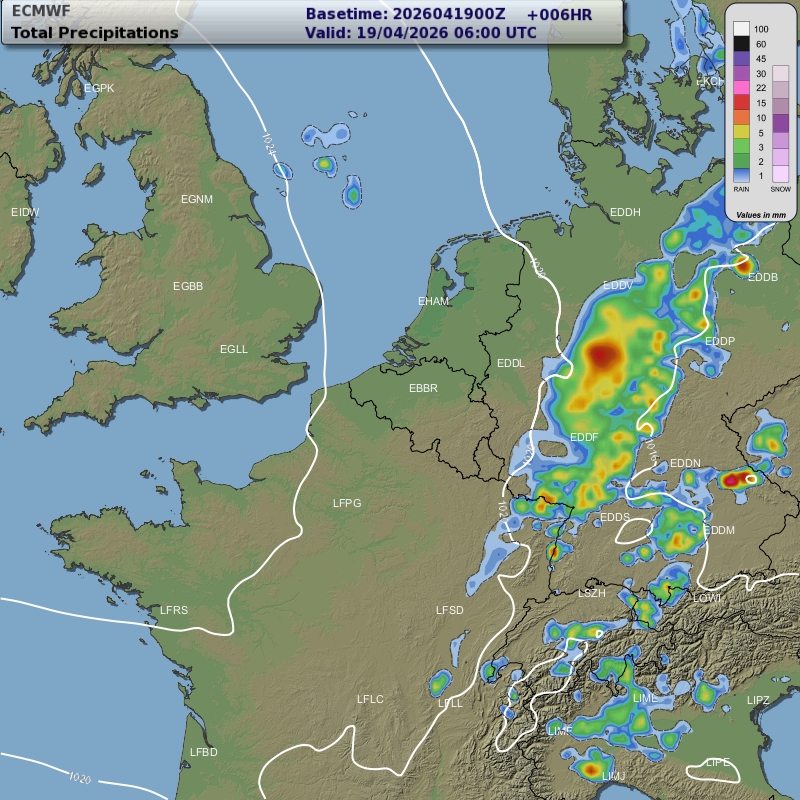 ECMWF
Basetime: 2026041900Z +006HR
Total Precipitations
Valid: 19/04/2026 06:00 UTC
100
60
45
30
22
15
10
5
3
2
1
RAIN SNOW
Values in mm
EGPK
EKCH
1024
EGNM
EIDW
EDDH
1020
EGBB
EDDV
EDDB
EHAM
EGLL
EDDP
EDDL
EBBR
EDDF
1016
EDDN
LFPG
EDDS
EDDM
LSZH
LOWI
LFRS
LFSD
LFLC
LFLL
LIML
LIPZ
LIMF
LFBD
LIPE
1020
LIMJ